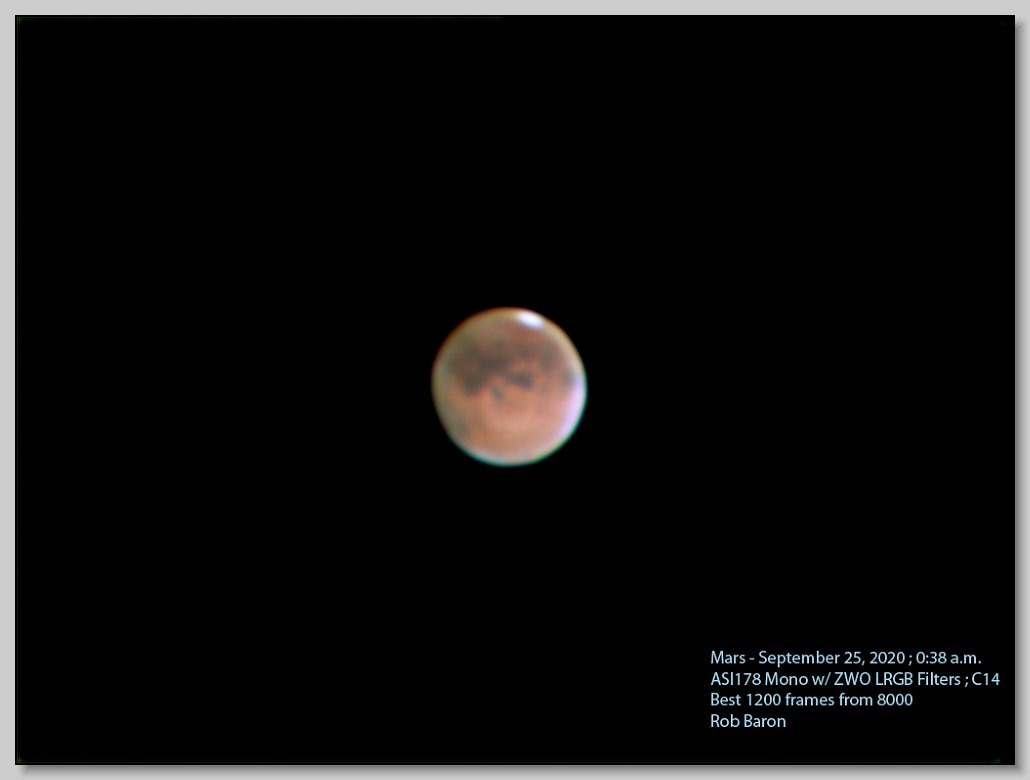 Mars - September 25, 2020 ; 0:38 a.m.
ASI178 Mono w/ ZWO LRGB Filters ; C14
Best 1200 frames from 8000
Rob Baron